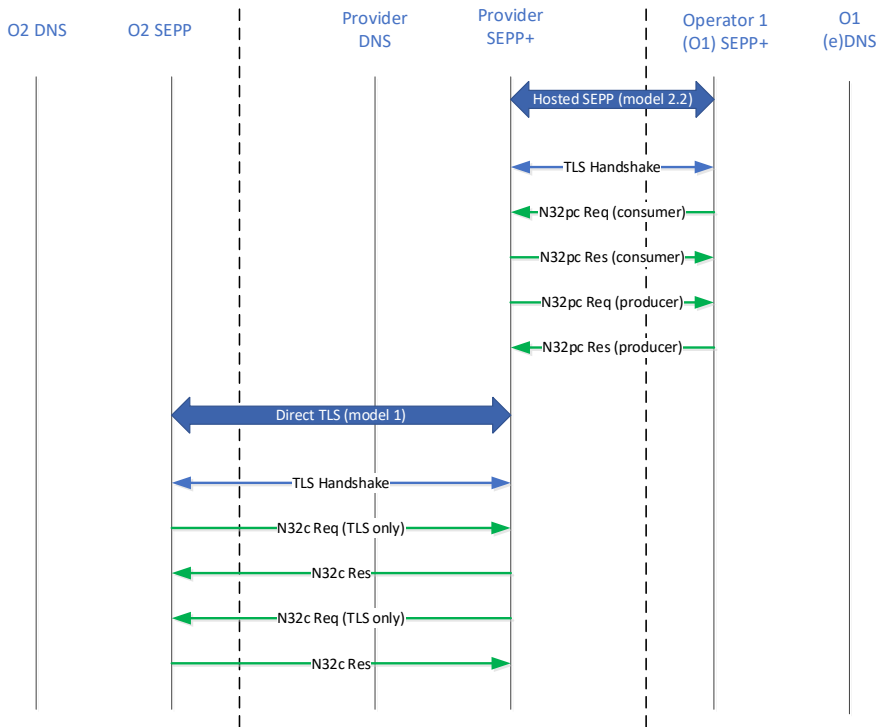 O2 DNS
O2 SEPP
Provider
DNS
Provider
SEPP+
Operator 1
(O1) SEPP+
O1
(e)DNS
Hosted SEPP (model 2.2)
TLS Handshake
N32pc Req (consumer)
N32pc Res (consumer)
N32pc Req (producer)
N32pc Res (producer)
Direct TLS (model 1)
TLS Handshake
N32c Req (TLS only)
N32c Res
N32c Req (TLS only)
N32c Res